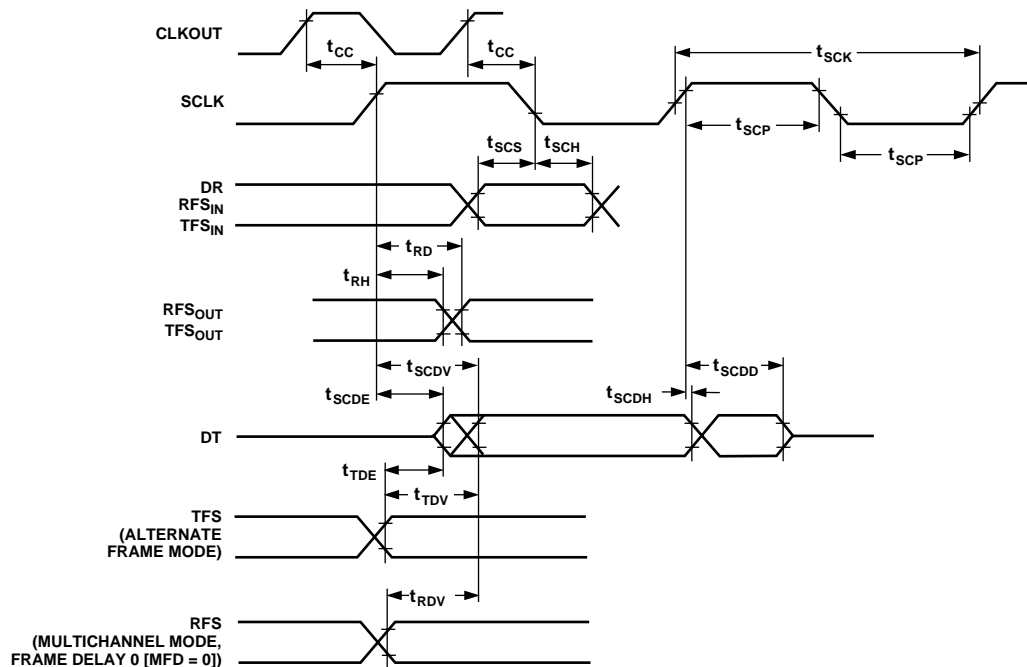 CLKOUT
tCC
tCC
tSCK
SCLK
tSCP
tSCP
tSCS
tSCH
DR
RFSIN
TFSIN
tRD
tRH
RFSOUT
TFSOUT
tSCDV
tSCDE
tSCDD
tSCDH
DT
tTDE
tTDV
TFS
(ALTERNATE
FRAME MODE)
tRDV
RFS
(MULTICHANNEL MODE,
FRAME DELAY 0 [MFD = 0])